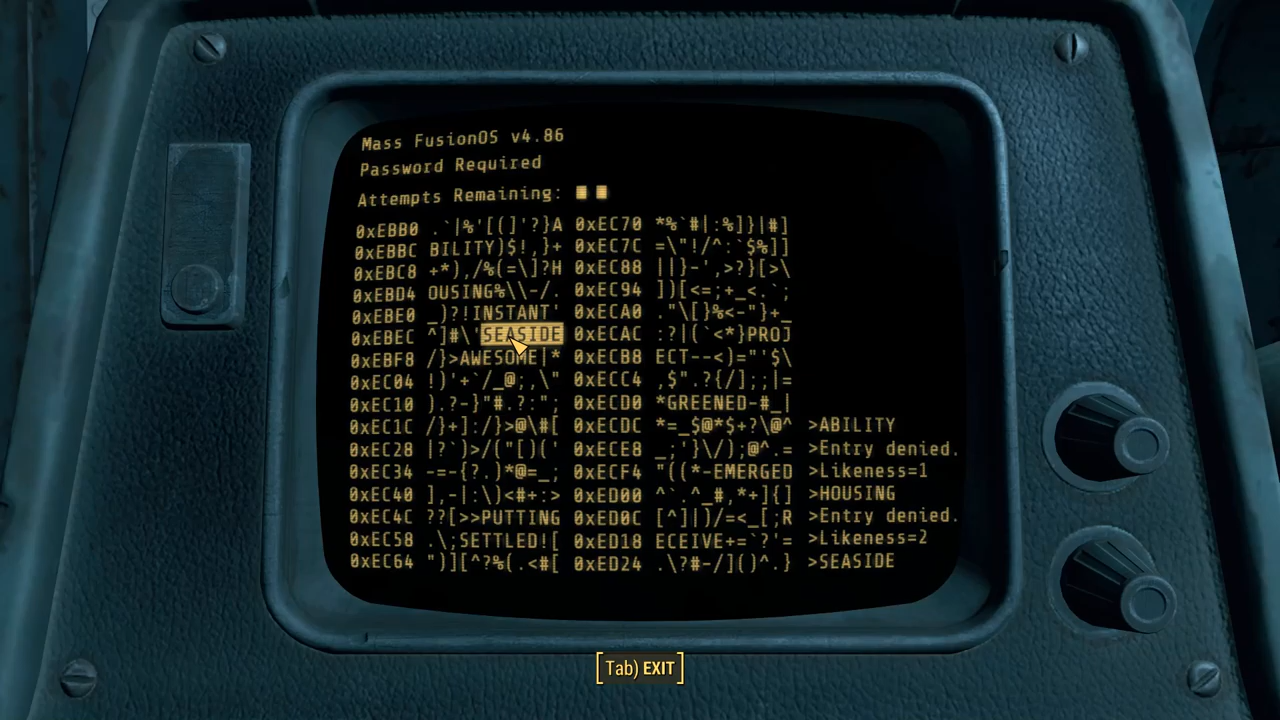 Mass FusionOS v4.86
Password Required
Attempts Remaining: ■ ■
0xEBB0 .`|%'[(]'?}A 0xEC70 *%`#|:%]}|#]
0xEBBC BILITY)$!,}+ 0xEC7C =\"!/^:`$%]]
0xEBC8 +*),/%(=\]?H 0xEC88 ||}-',>?}[>\
0xEBD4 OUSING%\\-/. 0xEC94 ])[<=;+_<.`;
0xEBE0 _)?!INSTANT' 0xECA0 ."\[}%<-"}+_
0xEBEC ^]#\'SEASIDE 0xECAC :?|(`<*}PROJ
0xEBF8 /}>AWESOME|* 0xECB8 ECT--<)="'$\
0xEC04 !)'+`/_@;,\" 0xECC4 ,$".?{/];;|=
0xEC10 ).?-}"#.?:"; 0xECD0 *GREENED-#_|
0xEC1C /}+]:/}>@\#[ 0xECDC *=_$@*$+?\@^ >ABILITY
0xEC28 |?`)>/("[)(' 0xECE8 _;'}\/);@^.= >Entry denied.
0xEC34 -=-{?.)*@=_; 0xECF4 "((*-EMERGED >Likeness=1
0xEC40 ],-|:\)<#+:> 0xED00 ^`.^_#,*+]{] >HOUSING
0xEC4C ??[>>PUTTING 0xED0C [^]|)/=<_[;R >Entry denied.
0xEC58 .\;SETTLED![ 0xED18 ECEIVE+=`?'= >Likeness=2
0xEC64 ")][^?%(.<#[ 0xED24 .\?#-/]()^.} >SEASIDE
[Tab) EXIT]